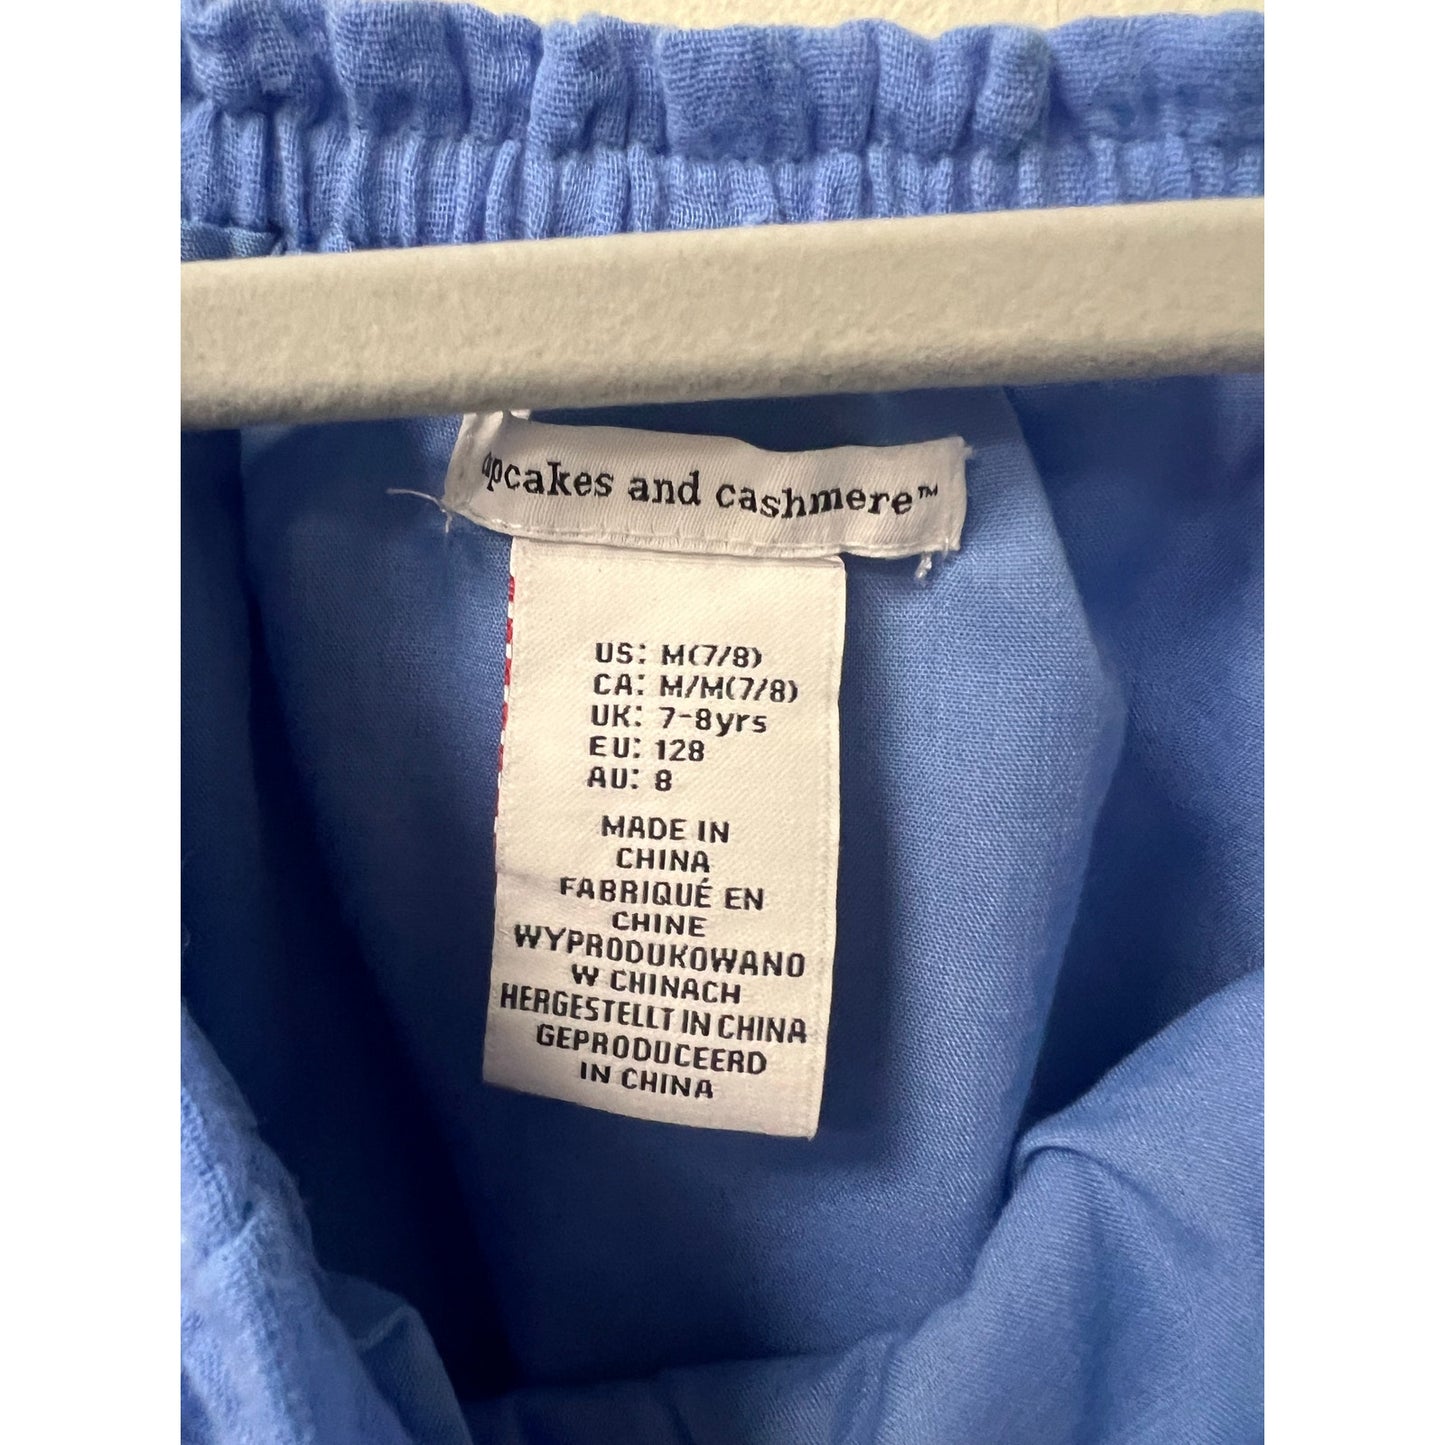 cupcakes and cashmere™
US: M(7/8)
CA: M/M(7/8)
UK: 7-8yrs
EU: 128
AU: 8
MADE IN
CHINA
FABRIQUÉ EN
CHINE
WYPRODUKOWANO
W CHINACH
HERGESTELLT IN CHINA
GEPRODUCEERD
IN CHINA